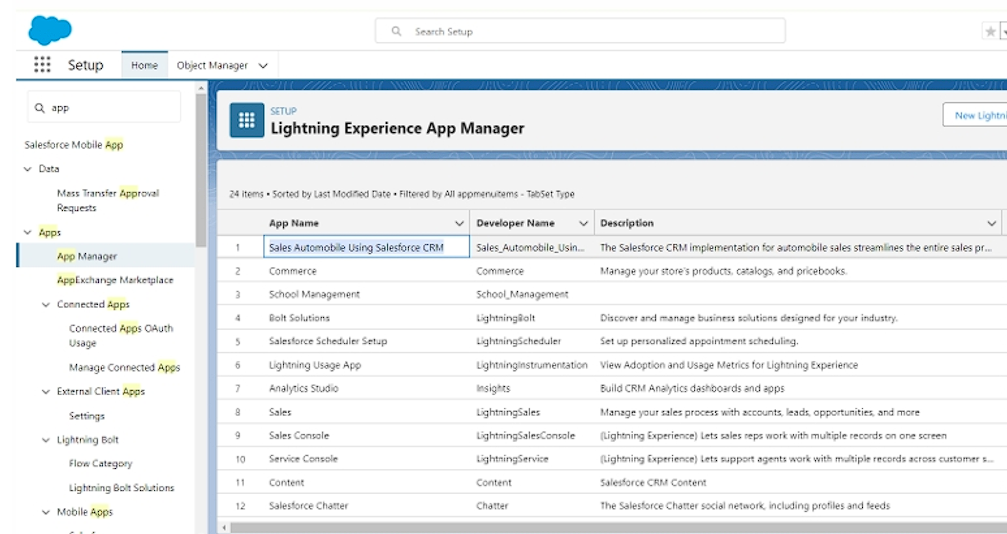 Search Setup
Setup Home Object Manager
app
Salesforce Mobile App
Data
Mass Transfer Approval
Requests
Apps
App Manager
AppExchange Marketplace
Connected Apps
Connected Apps OAuth
Usage
Manage Connected Apps
External Client Apps
Settings
Lightning Bolt
Flow Category
Lightning Bolt Solutions
Mobile Apps
SETUP
Lightning Experience App Manager
New Lightni
24 items • Sorted by Last Modified Date • Filtered by All appmenuitems - TabSet Type
App Name Developer Name Description
1 Sales Automobile Using Salesforce CRM Sales_Automobile_Usin... The Salesforce CRM implementation for automobile sales streamlines the entire sales pr...
2 Commerce Commerce Manage your store's products, catalogs, and pricebooks.
3 School Management School_Management
4 Bolt Solutions LightningBolt Discover and manage business solutions designed for your industry.
5 Salesforce Scheduler Setup LightningScheduler Set up personalized appointment scheduling.
6 Lightning Usage App LightningInstrumentation View Adoption and Usage Metrics for Lightning Experience
7 Analytics Studio Insights Build CRM Analytics dashboards and apps
8 Sales LightningSales Manage your sales process with accounts, leads, opportunities, and more
9 Sales Console LightningSalesConsole (Lightning Experience) Lets sales reps work with multiple records on one screen
10 Service Console LightningService (Lightning Experience) Lets support agents work with multiple records across customer s...
11 Content Content Salesforce CRM Content
12 Salesforce Chatter Chatter The Salesforce Chatter social network, including profiles and feeds